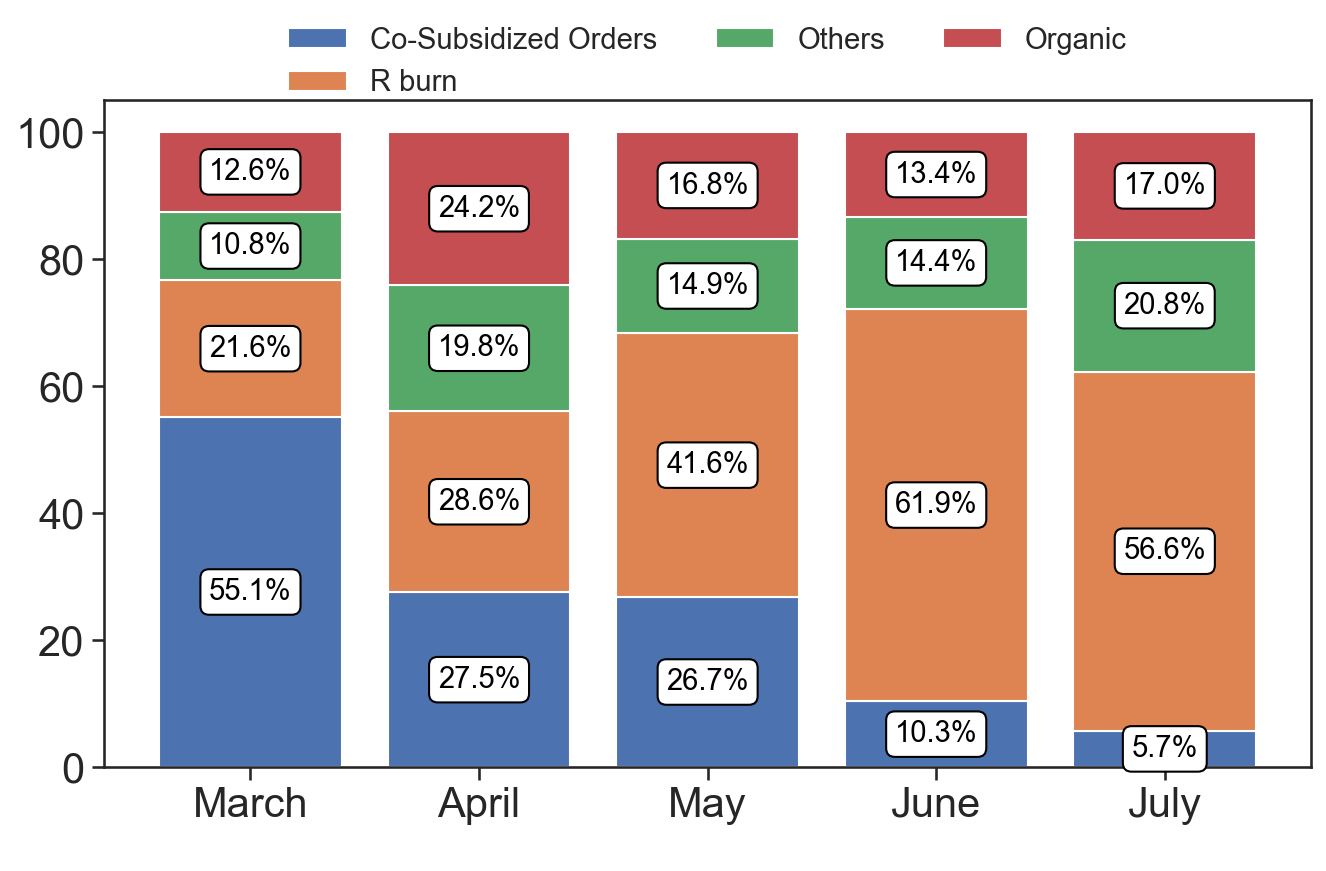 Co-Subsidized Orders Others Organic
R burn
100
12.6% 24.2% 16.8% 13.4% 17.0%
80
10.8% 19.8% 14.9% 14.4% 20.8%
60
21.6% 28.6% 41.6% 61.9% 56.6%
40
55.1% 27.5% 26.7% 10.3% 5.7%
20
0
March April May June July